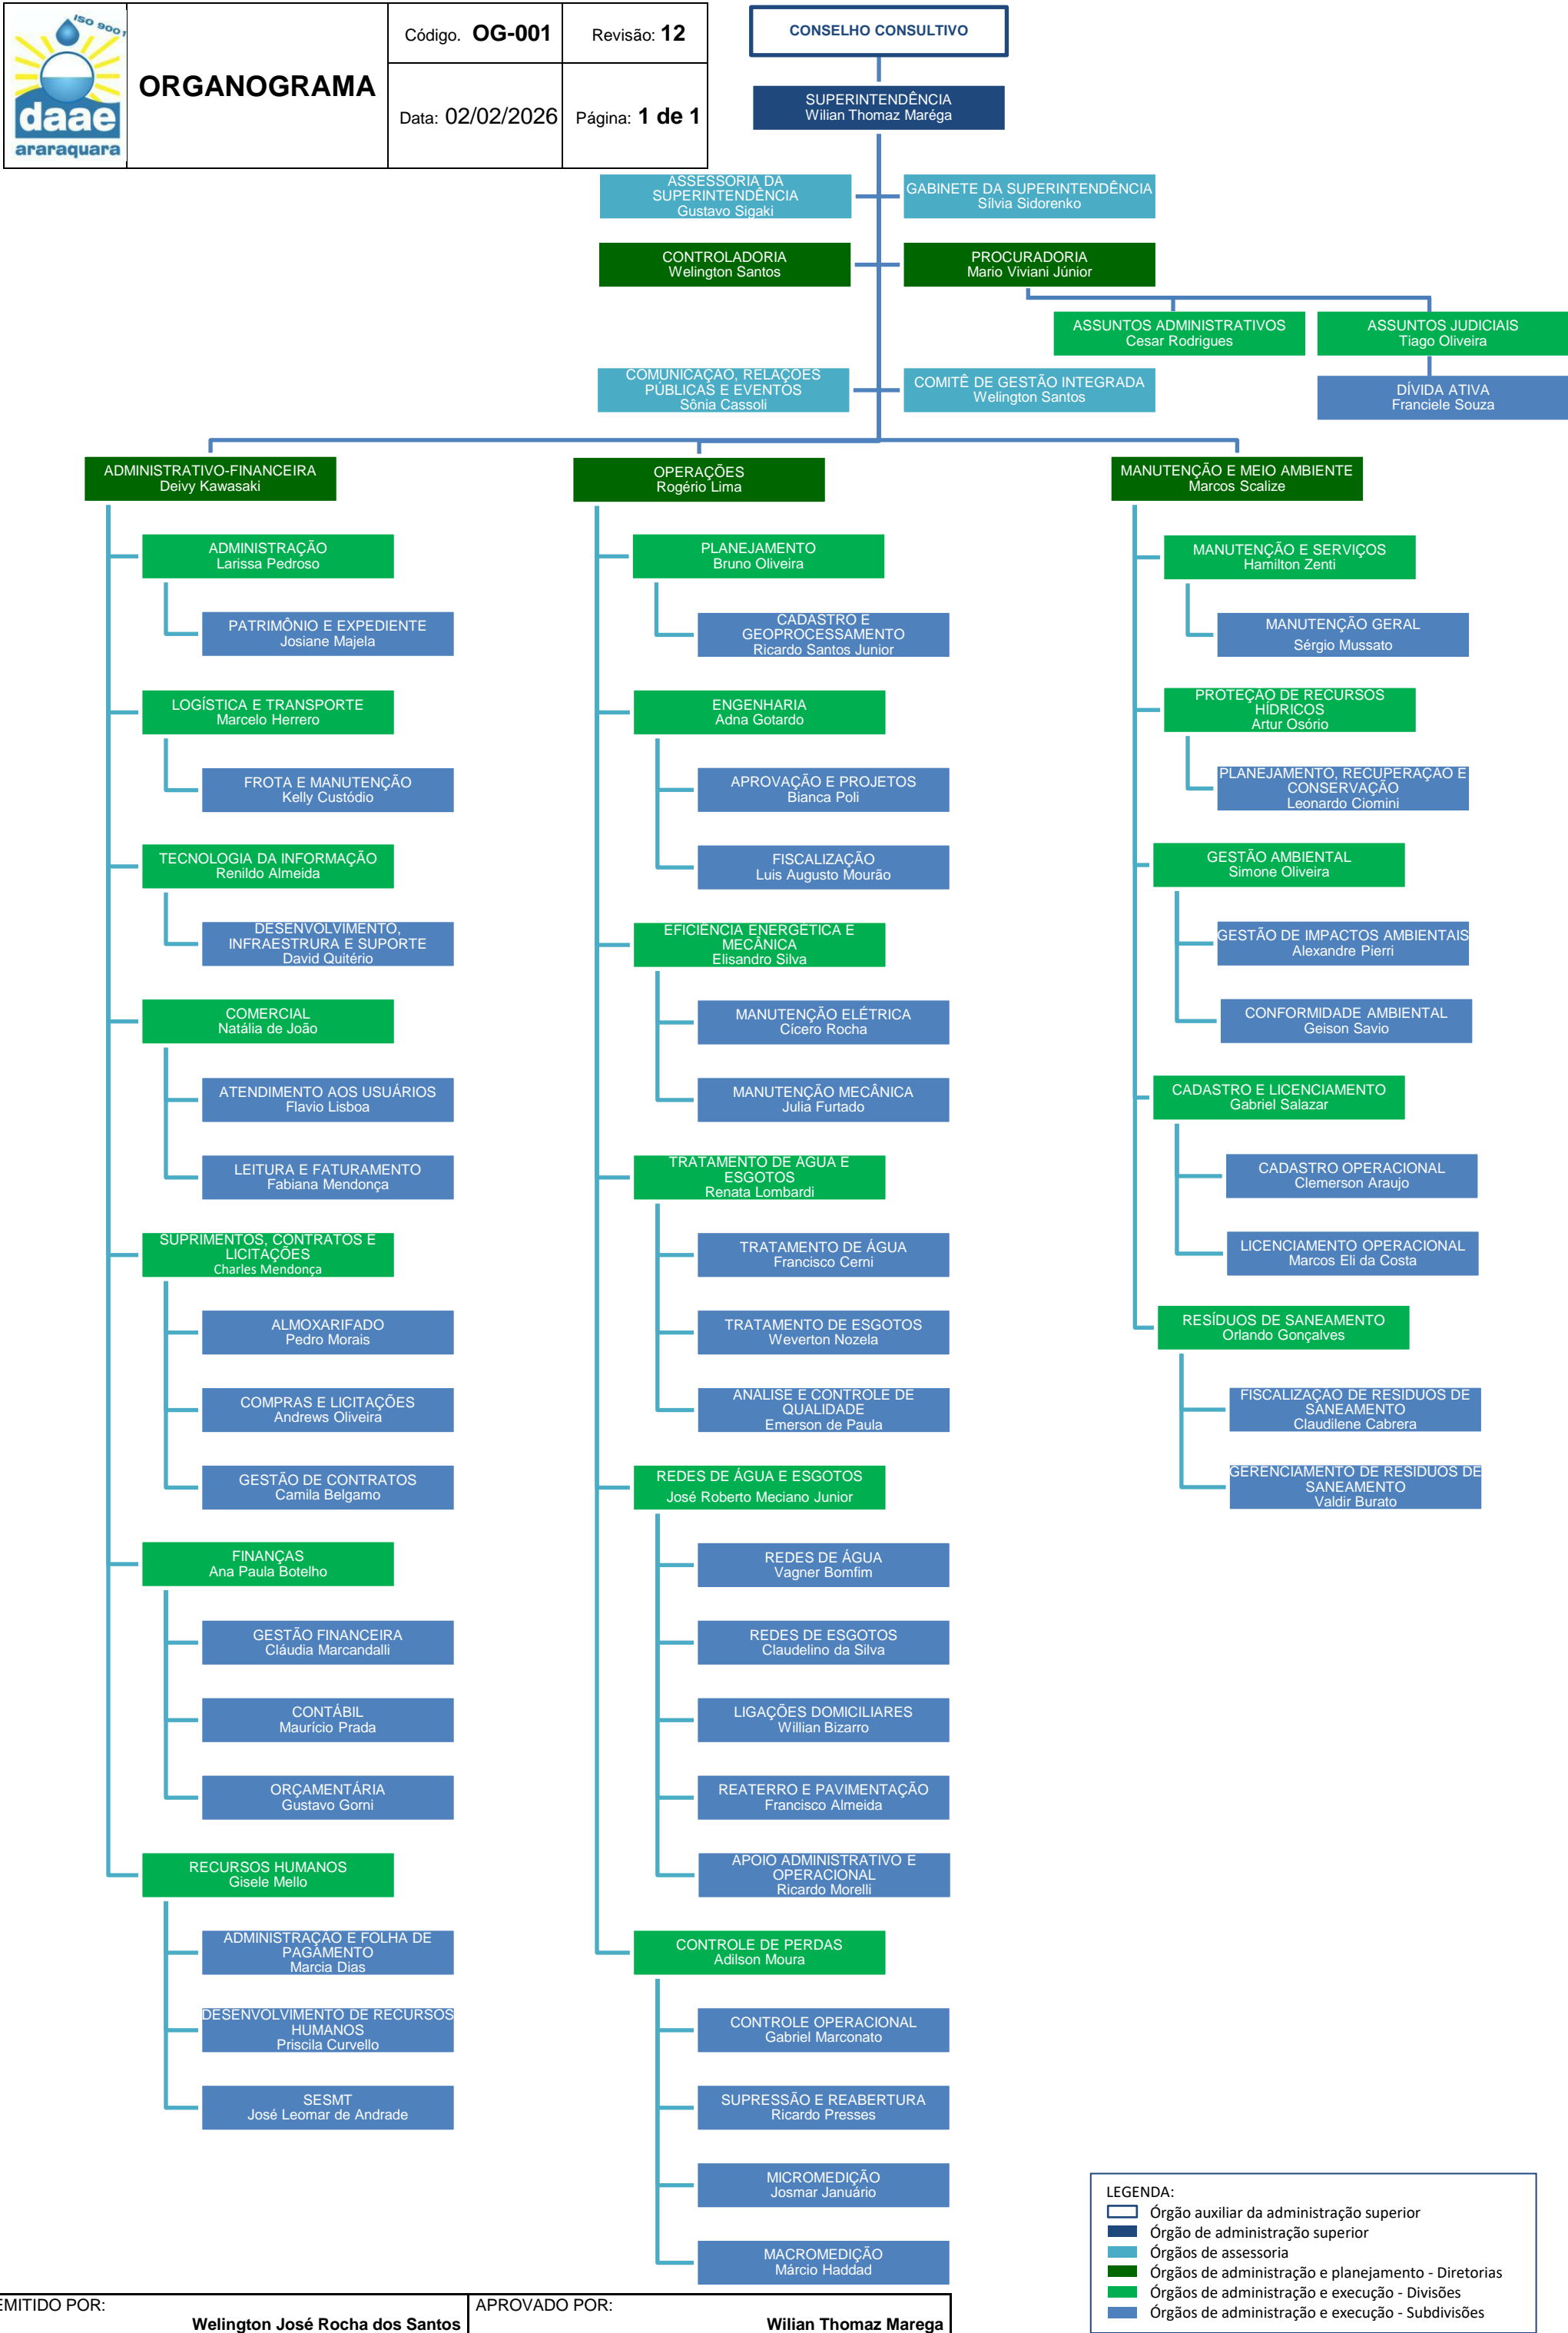 ISO 9001
daae
araraquara
ORGANOGRAMA
Código. OG-001
Revisão: 12
Data: 02/02/2026
Página: 1 de 1
CONSELHO CONSULTIVO
SUPERINTENDÊNCIA
Wilian Thomaz Maréga
ASSESSORIA DA
SUPERINTENDÊNCIA
Gustavo Sigaki
GABINETE DA SUPERINTENDÊNCIA
Sílvia Sidorenko
CONTROLADORIA
Welington Santos
PROCURADORIA
Mario Viviani Júnior
ASSUNTOS ADMINISTRATIVOS
Cesar Rodrigues
ASSUNTOS JUDICIAIS
Tiago Oliveira
COMUNICAÇÃO, RELAÇÕES
PÚBLICAS E EVENTOS
Sônia Cassoli
COMITÊ DE GESTÃO INTEGRADA
Welington Santos
DÍVIDA ATIVA
Franciele Souza
ADMINISTRATIVO-FINANCEIRA
Deivy Kawasaki
ADMINISTRAÇÃO
Larissa Pedroso
PATRIMÔNIO E EXPEDIENTE
Josiane Majela
LOGÍSTICA E TRANSPORTE
Marcelo Herrero
FROTA E MANUTENÇÃO
Kelly Custódio
TECNOLOGIA DA INFORMAÇÃO
Renildo Almeida
DESENVOLVIMENTO,
INFRAESTRURA E SUPORTE
David Quitério
COMERCIAL
Natália de João
ATENDIMENTO AOS USUÁRIOS
Flavio Lisboa
LEITURA E FATURAMENTO
Fabiana Mendonça
SUPRIMENTOS, CONTRATOS E
LICITAÇÕES
Charles Mendonça
ALMOXARIFADO
Pedro Morais
COMPRAS E LICITAÇÕES
Andrews Oliveira
GESTÃO DE CONTRATOS
Camila Belgamo
FINANÇAS
Ana Paula Botelho
GESTÃO FINANCEIRA
Cláudia Marcandalli
CONTÁBIL
Maurício Prada
ORÇAMENTÁRIA
Gustavo Gorni
RECURSOS HUMANOS
Gisele Mello
ADMINISTRAÇÃO E FOLHA DE
PAGAMENTO
Marcia Dias
DESENVOLVIMENTO DE RECURSOS
HUMANOS
Priscila Curvello
SESMT
José Leomar de Andrade
OPERAÇÕES
Rogério Lima
PLANEJAMENTO
Bruno Oliveira
CADASTRO E
GEOPROCESSAMENTO
Ricardo Santos Junior
ENGENHARIA
Adna Gotardo
APROVAÇÃO E PROJETOS
Bianca Poli
FISCALIZAÇÃO
Luis Augusto Mourão
EFICIÊNCIA ENERGÉTICA E
MECÂNICA
Elisandro Silva
MANUTENÇÃO ELÉTRICA
Cícero Rocha
MANUTENÇÃO MECÂNICA
Julia Furtado
TRATAMENTO DE ÁGUA E
ESGOTOS
Renata Lombardi
TRATAMENTO DE ÁGUA
Francisco Cerni
TRATAMENTO DE ESGOTOS
Weverton Nozela
ANÁLISE E CONTROLE DE
QUALIDADE
Emerson de Paula
REDES DE ÁGUA E ESGOTOS
José Roberto Meciano Junior
REDES DE ÁGUA
Vagner Bomfim
REDES DE ESGOTOS
Claudelino da Silva
LIGAÇÕES DOMICILIARES
Willian Bizarro
REATERRO E PAVIMENTAÇÃO
Francisco Almeida
APOIO ADMINISTRATIVO E
OPERACIONAL
Ricardo Morelli
CONTROLE DE PERDAS
Adilson Moura
CONTROLE OPERACIONAL
Gabriel Marconato
SUPRESSÃO E REABERTURA
Ricardo Presses
MICROMEDIÇÃO
Josmar Januário
MACROMEDIÇÃO
Márcio Haddad
MANUTENÇÃO E MEIO AMBIENTE
Marcos Scalize
MANUTENÇÃO E SERVIÇOS
Hamilton Zenti
MANUTENÇÃO GERAL
Sérgio Mussato
PROTEÇÃO DE RECURSOS
HÍDRICOS
Artur Osório
PLANEJAMENTO, RECUPERAÇÃO E
CONSERVAÇÃO
Leonardo Ciomini
GESTÃO AMBIENTAL
Simone Oliveira
GESTÃO DE IMPACTOS AMBIENTAIS
Alexandre Pierri
CONFORMIDADE AMBIENTAL
Geison Savio
CADASTRO E LICENCIAMENTO
Gabriel Salazar
CADASTRO OPERACIONAL
Clemerson Araujo
LICENCIAMENTO OPERACIONAL
Marcos Eli da Costa
RESÍDUOS DE SANEAMENTO
Orlando Gonçalves
FISCALIZAÇÃO DE RESÍDUOS DE
SANEAMENTO
Claudilene Cabrera
GERENCIAMENTO DE RESÍDUOS DE
SANEAMENTO
Valdir Burato
LEGENDA:
Órgão auxiliar da administração superior
Órgão de administração superior
Órgãos de assessoria
Órgãos de administração e planejamento - Diretorias
Órgãos de administração e execução - Divisões
Órgãos de administração e execução - Subdivisões
EMITIDO POR:
Welington José Rocha dos Santos
APROVADO POR:
Wilian Thomaz Marega